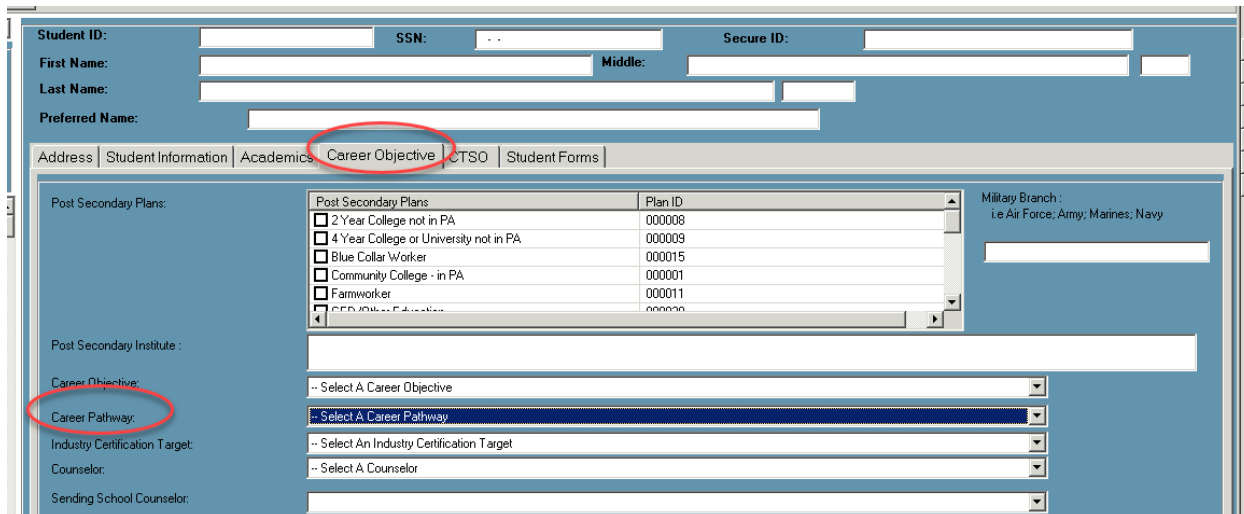 Student ID: SSN: - - Secure ID:
First Name: Middle:
Last Name:
Preferred Name:
Address Student Information Academics Career Objective CTSO Student Forms
Post Secondary Plans: Post Secondary Plans Plan ID Military Branch :
2 Year College not in PA 000008 i.e Air Force; Army; Marines; Navy
4 Year College or University not in PA 000009
Blue Collar Worker 000015
Community College - in PA 000001
Farmworker 000011
Post Secondary Institute :
Career Objective: -- Select A Career Objective
Career Pathway: -- Select A Career Pathway
Industry Certification Target: -- Select An Industry Certification Target
Counselor: -- Select A Counselor
Sending School Counselor: